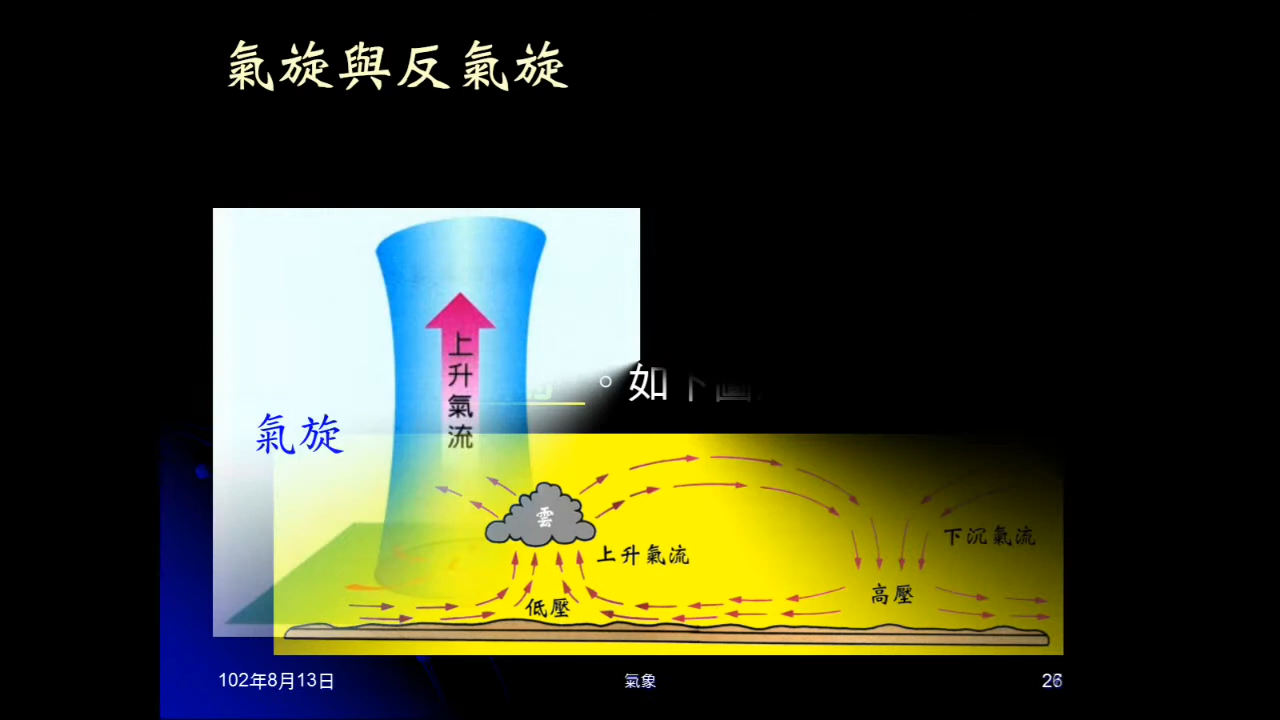 氣旋與反氣旋
上升氣流
。如下圖
氣旋
雲
上升氣流
下沉氣流
低壓
高壓
102年8月13日
氣象
26